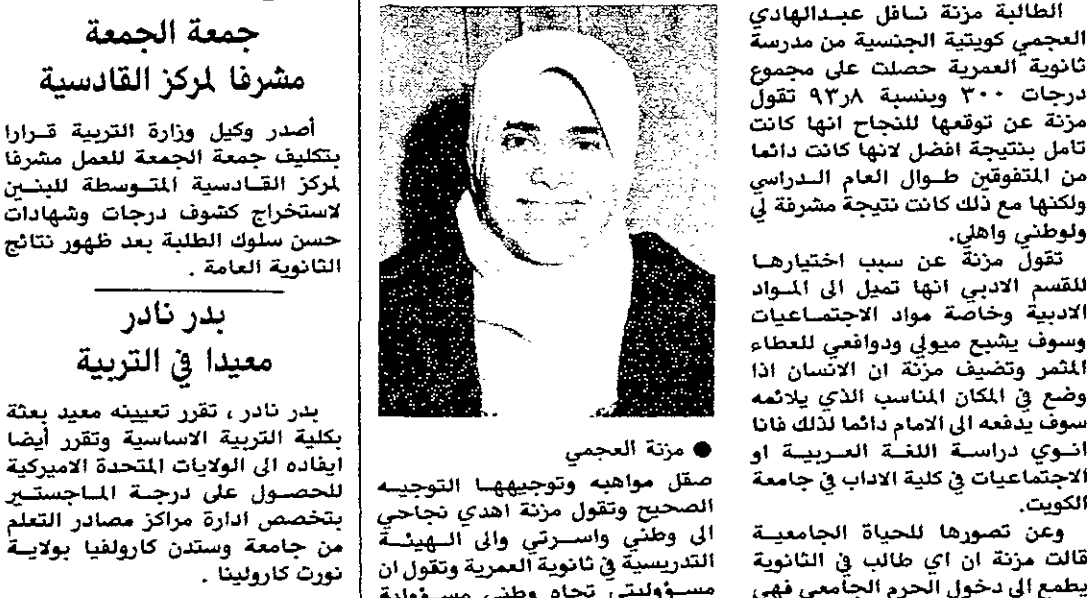 الطالبة مزنة نافل عبدالهادي
العجمي كويتية الجنسية من مدرسة
ثانوية العمرية حصلت على مجموع
درجات ٣٠٠ وبنسبة ٩٣٫٨ تقول
مزنة عن توقعها للنجاح انها كانت
تامل بنتيجة افضل لانها كانت دائما
من المتفوقين طوال العام الدراسي
ولكنها مع ذلك كانت نتيجة مشرفة لي
ولوطني واهلي.
تقول مزنة عن سبب اختيارها
للقسم الادبي انها تميل الى المواد
الادبية وخاصة مواد الاجتماعيات
وسوف يشبع ميولي ودوافعي للعطاء
المثمر وتضيف مزنة ان الانسان اذا
وضع في المكان المناسب الذي يلائمه
سوف يدفعه الى الامام دائما لذلك فانا
انوي دراسة اللغة العربية او
الاجتماعيات في كلية الاداب في جامعة
الكويت.
وعن تصورها للحياة الجامعية
قالت مزنة ان اي طالب في الثانوية
يطمع الى دخول الحرم الجامعي فهي
● مزنة العجمي
صقل مواهبه وتوجيهها التوجيه
الصحيح وتقول مزنة اهدي نجاحي
الى وطني واسرتي والى الهيئة
التدريسية في ثانوية العمرية وتقول ان
مسؤوليتي تجاه وطني مسؤولية
جمعة الجمعة
مشرفا لمركز القادسية
أصدر وكيل وزارة التربية قرارا
بتكليف جمعة الجمعة للعمل مشرفا
لمركز القادسية المتوسطة للبنين
لاستخراج كشوف درجات وشهادات
حسن سلوك الطلبة بعد ظهور نتائج
الثانوية العامة .
بدر نادر
معيدا في التربية
بدر نادر ، تقرر تعيينه معيد بعثة
بكلية التربية الاساسية وتقرر أيضا
ايفاده الى الولايات المتحدة الاميركية
للحصول على درجة الماجستير
بتخصص ادارة مراكز مصادر التعلم
من جامعة وستدن كارولفيا بولاية
نورث كارولينا .